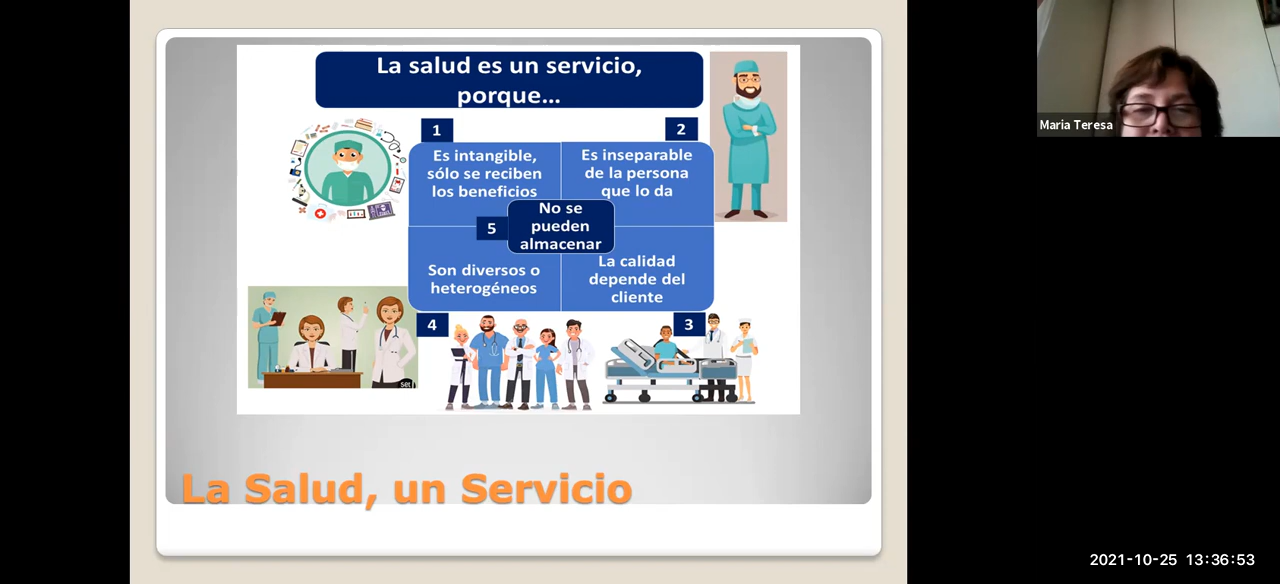 La salud es un servicio,
porque...
1
Es intangible,
sólo se reciben
los beneficios
2
Es inseparable
de la persona
que lo da
5
No se
pueden
almacenar
Son diversos o
heterogéneos
4
La calidad
depende del
cliente
3
La Salud, un Servicio
Maria Teresa
2021-10-25 13:36:53